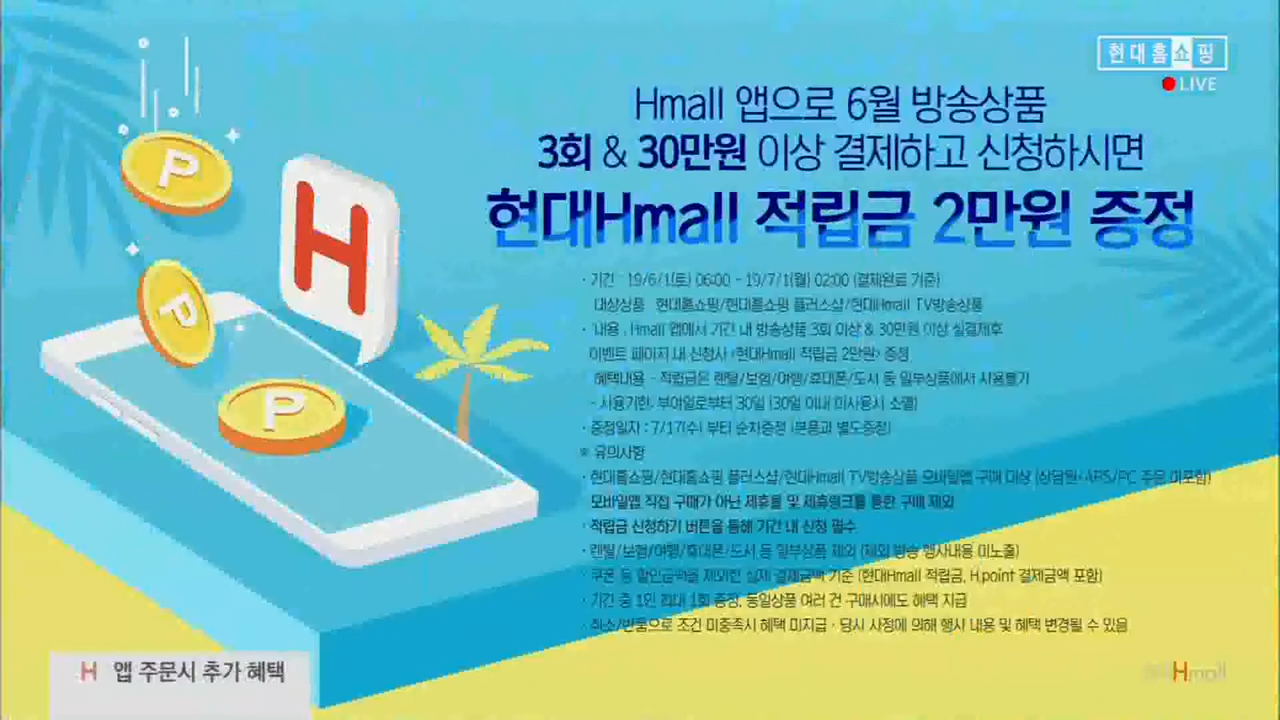 현대홈쇼핑
LIVE
Hmall 앱으로 6월 방송상품
3회 & 30만원 이상 결제하고 신청하시면
현대Hmall 적립금 2만원 증정
· 기간 : 19/6/1(토) 06:00 - 19/7/1(월) 02:00 (결제완료 기준)
대상상품 현대홈쇼핑/현대홈쇼핑 플러스샵/현대Hmall TV방송상품
· 내용 : Hmall 앱에서 기간 내 방송상품 3회 이상 & 30만원 이상 실결제후
이벤트 페이지 내 신청시 <현대Hmall 적립금 2만원> 증정
혜택내용 - 적립금은 렌탈/보험/여행/휴대폰/도서 등 일부상품에서 사용불가
- 사용기한: 부여일로부터 30일 (30일 이내 미사용시 소멸)
· 증정일자 : 7/17(수) 부터 순차증정 (본품과 별도증정)
※ 유의사항
· 현대홈쇼핑/현대홈쇼핑 플러스샵/현대Hmall TV방송상품 모바일앱 구매 대상 (상담원/ARS/PC 주문 미포함)
모바일앱 직접 구매가 아닌 제휴몰 및 제휴링크를 통한 구매 제외
· 적립금 신청하기 버튼을 통해 기간 내 신청 필수
· 렌탈/보험/여행/휴대폰/도서 등 일부상품 제외 (제외 방송 행사내용 미노출)
· 쿠폰 등 할인금액을 제외한 실제 결제금액 기준 (현대Hmall 적립금, H.point 결제금액 포함)
· 기간 중 1인 최대 1회 증정, 동일상품 여러 건 구매시에도 혜택 지급
· 취소/반품으로 조건 미충족시 혜택 미지급 · 당사 사정에 의해 행사 내용 및 혜택 변경될 수 있음
H 앱 주문시 추가 혜택
Hmall